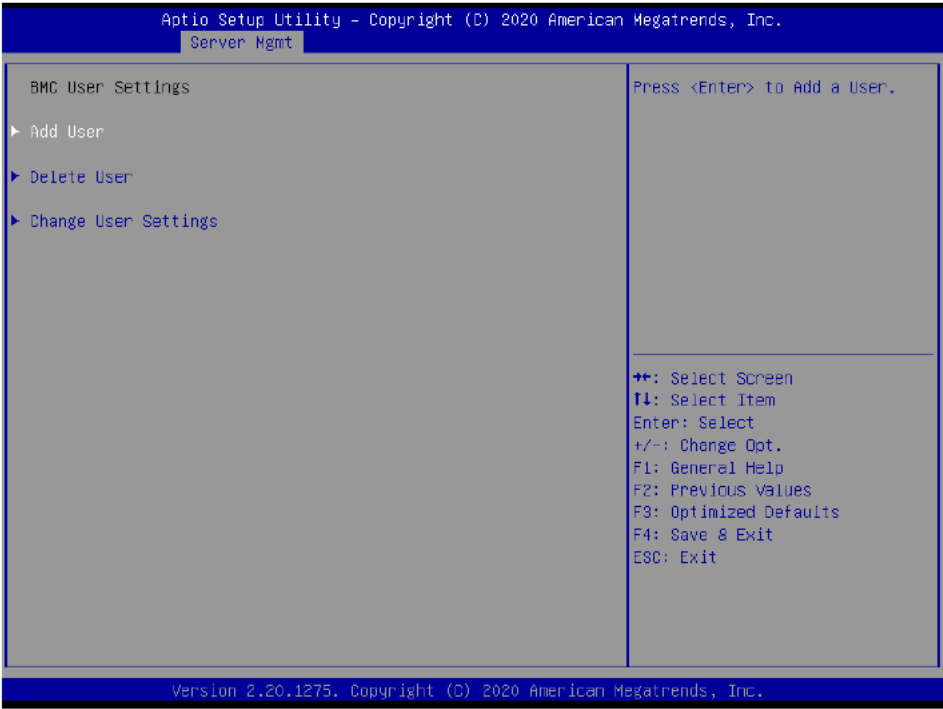 Aptio Setup Utility – Copyright (C) 2020 American Megatrends, Inc.
Server Mgmt
BMC User Settings
▶ Add User
▶ Delete User
▶ Change User Settings
Press <Enter> to Add a User.
→←: Select Screen
↑↓: Select Item
Enter: Select
+/-: Change Opt.
F1: General Help
F2: Previous Values
F3: Optimized Defaults
F4: Save & Exit
ESC: Exit
Version 2.20.1275. Copyright (C) 2020 American Megatrends, Inc.